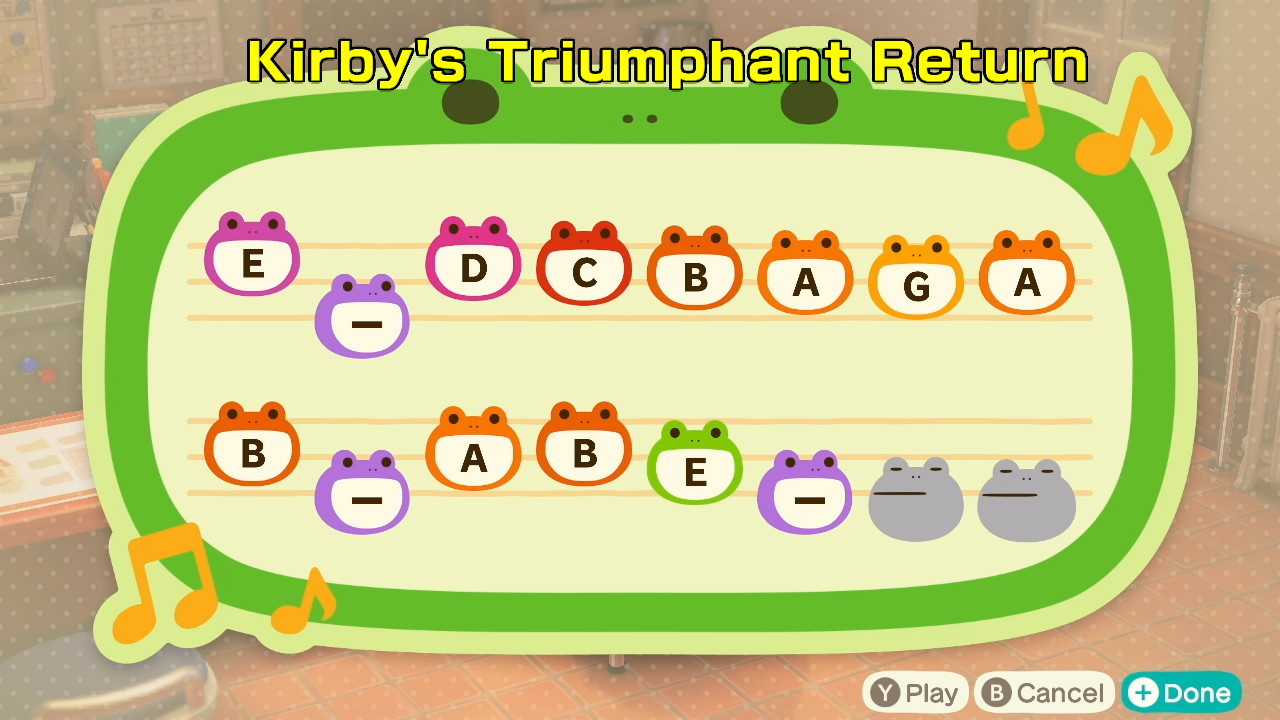 Kirby's Triumphant Return
E – D C B A G A
B – A B E –
Y Play B Cancel + Done